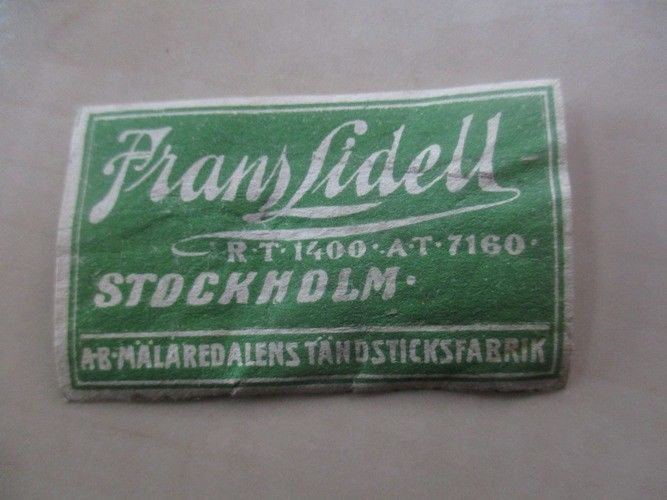 Frans Lidell
R·T·1400·A·T·7160·
STOCKHOLM·
A·B·MÄLAREDALENS TÄNDSTICKSFABRIK